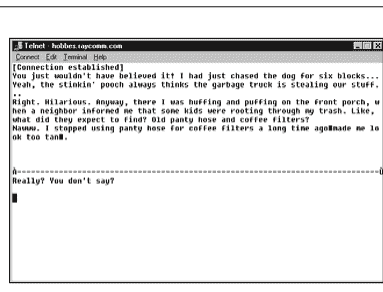 Telnet - hobbes.raycomm.com
Connect Edit Terminal Help
[Connection established]
You just wouldn't have believed it! I had just chased the dog for six blocks...
Yeah, the stinkin' pooch always thinks the garbage truck is stealing our stuff.
..
Right. Hilarious. Anyway, there I was huffing and puffing on the front porch, w
hen a neighbor informed me that some kids were rooting through my trash. Like,
what did they expect to find? Old panty hose and coffee filters?
Nawww. I stopped using panty hose for coffee filters a long time ago made me lo
ok too tan.
Really? You don't say?